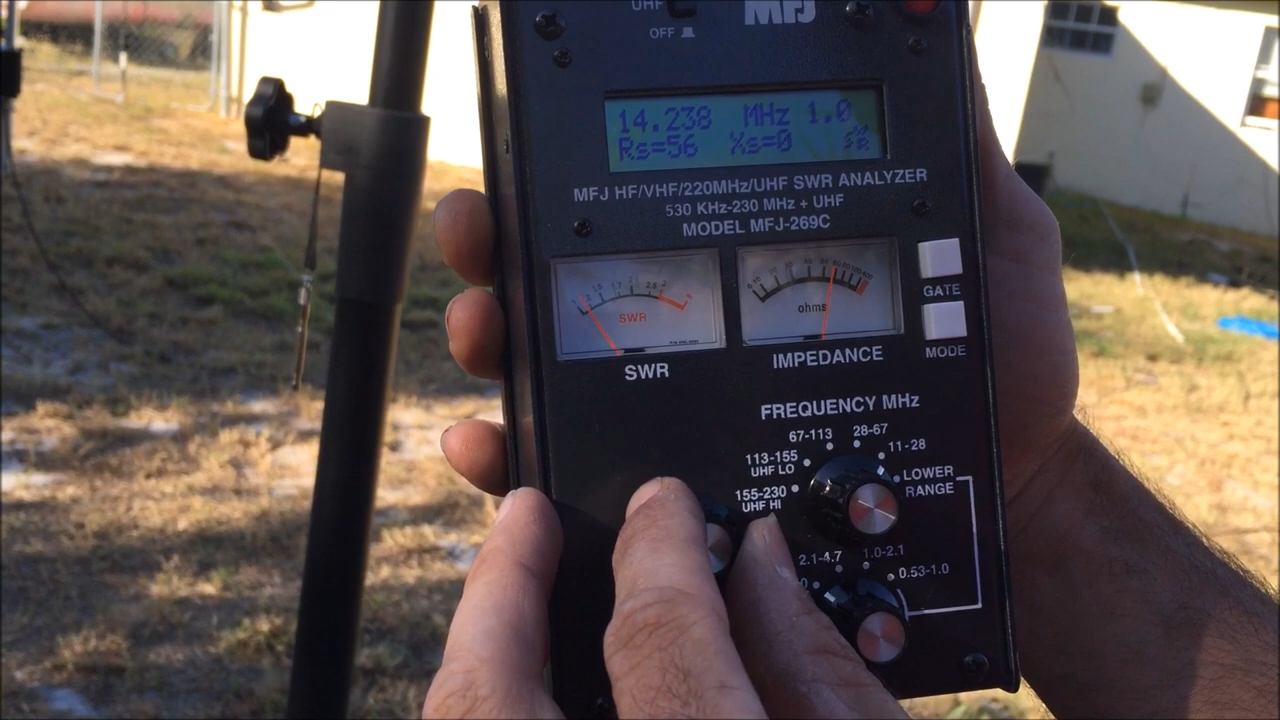 UHF
MFJ
OFF
14.238 MHz 1.0
Rs=56 Xs=0
MFJ HF/VHF/220MHz/UHF SWR ANALYZER
530 KHz-230 MHz + UHF
MODEL MFJ-269C
SWR
ohms
GATE
MODE
SWR
IMPEDANCE
FREQUENCY MHz
67-113
28-67
113-155
UHF LO
11-28
155-230
UHF HI
LOWER
RANGE
2.1-4.7
1.0-2.1
0.53-1.0